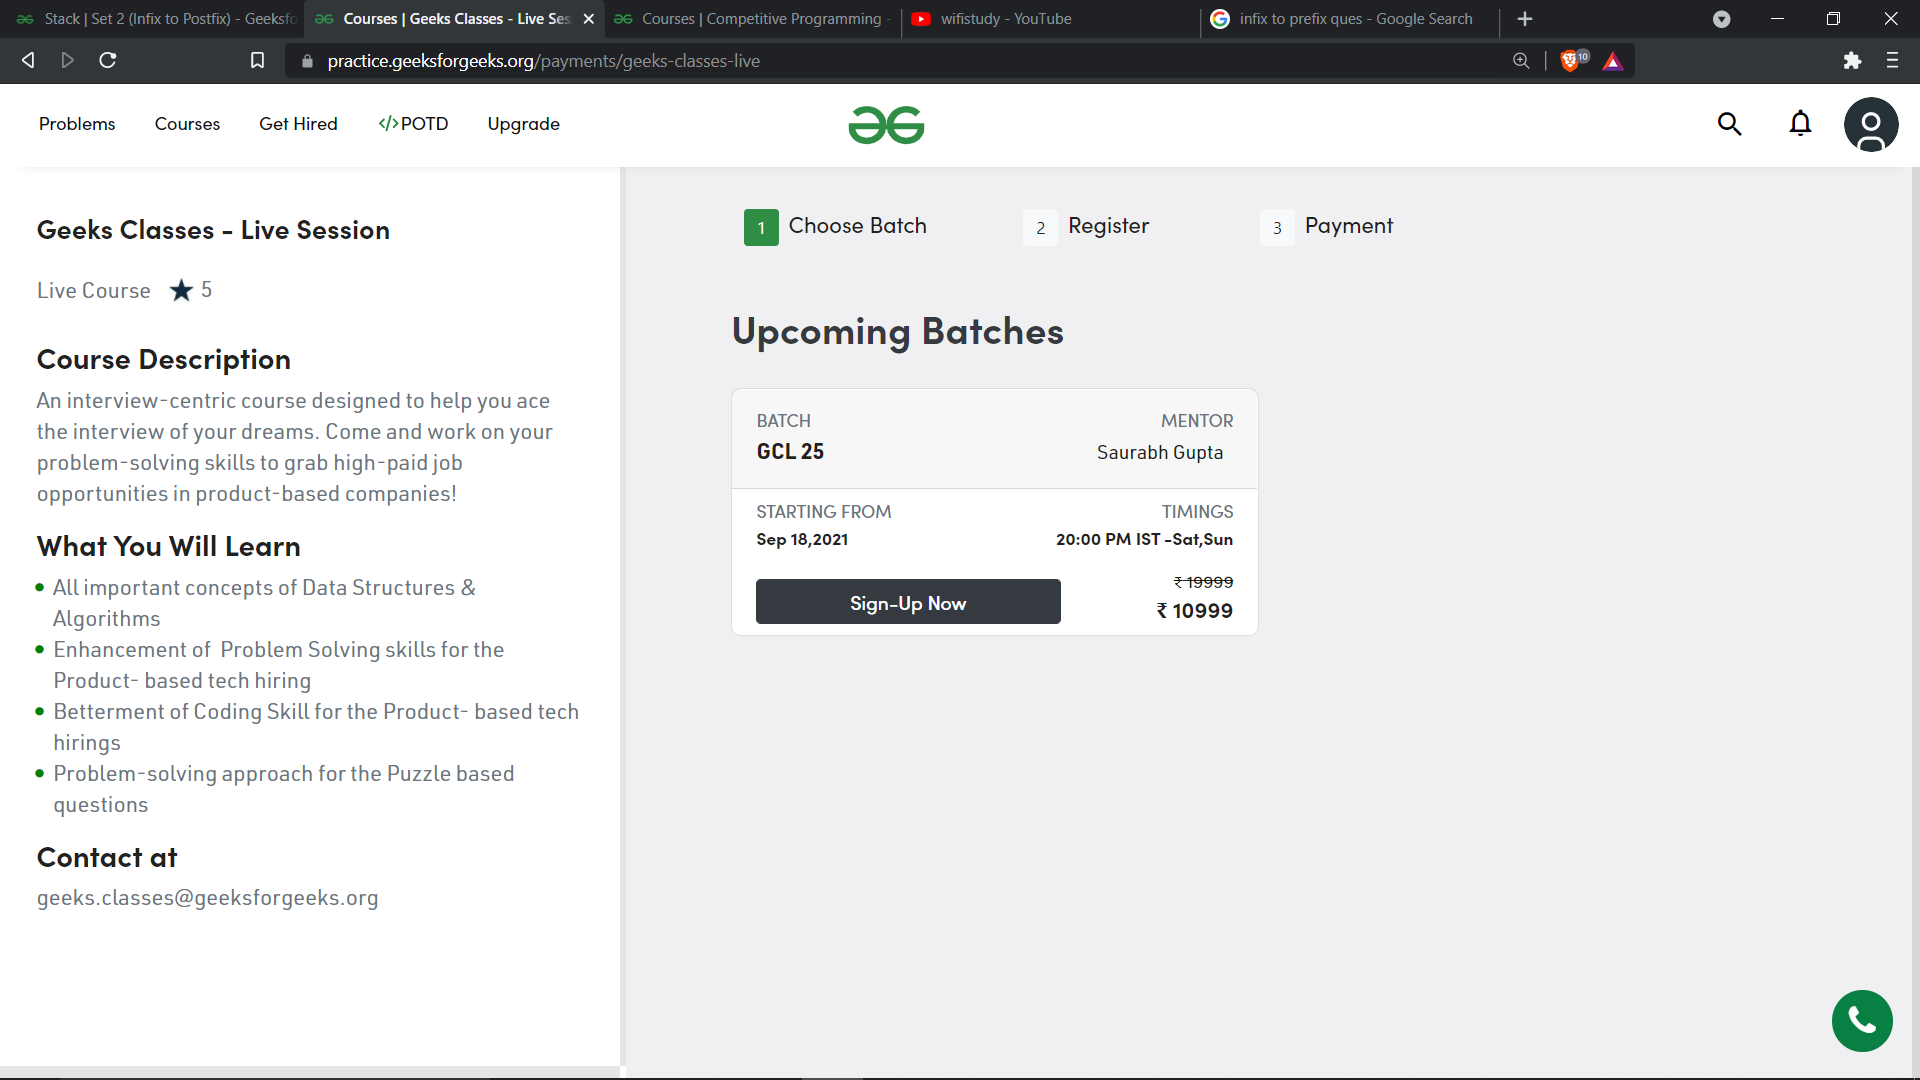 Stack | Set 2 (Infix to Postfix) - Geeksfo
Courses | Geeks Classes - Live Ses
Courses | Competitive Programming -
wifistudy - YouTube
infix to prefix ques - Google Search
practice.geeksforgeeks.org/payments/geeks-classes-live
10
Problems
Courses
Get Hired
</>POTD
Upgrade
Geeks Classes - Live Session
Live Course ★ 5
Course Description
An interview-centric course designed to help you ace
the interview of your dreams. Come and work on your
problem-solving skills to grab high-paid job
opportunities in product-based companies!
What You Will Learn
All important concepts of Data Structures &
Algorithms
Enhancement of  Problem Solving skills for the
Product- based tech hiring
Betterment of Coding Skill for the Product- based tech
hirings
Problem-solving approach for the Puzzle based
questions
Contact at
geeks.classes@geeksforgeeks.org
1 Choose Batch
2 Register
3 Payment
Upcoming Batches
BATCH
MENTOR
GCL 25
Saurabh Gupta
STARTING FROM
TIMINGS
Sep 18,2021
20:00 PM IST -Sat,Sun
₹ 19999
Sign-Up Now
₹ 10999